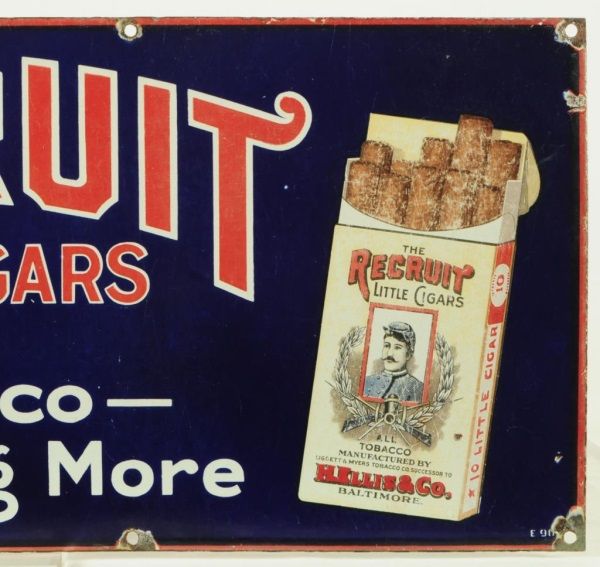 RUIT
GARS
co—
g More
THE
RECRUIT
LITTLE CIGARS
ALL
TOBACCO
MANUFACTURED BY
LIGGETT & MYERS TOBACCO CO. SUCCESSOR TO
H. ELLIS & CO.
BALTIMORE.
10
* 10 LITTLE CIGAR